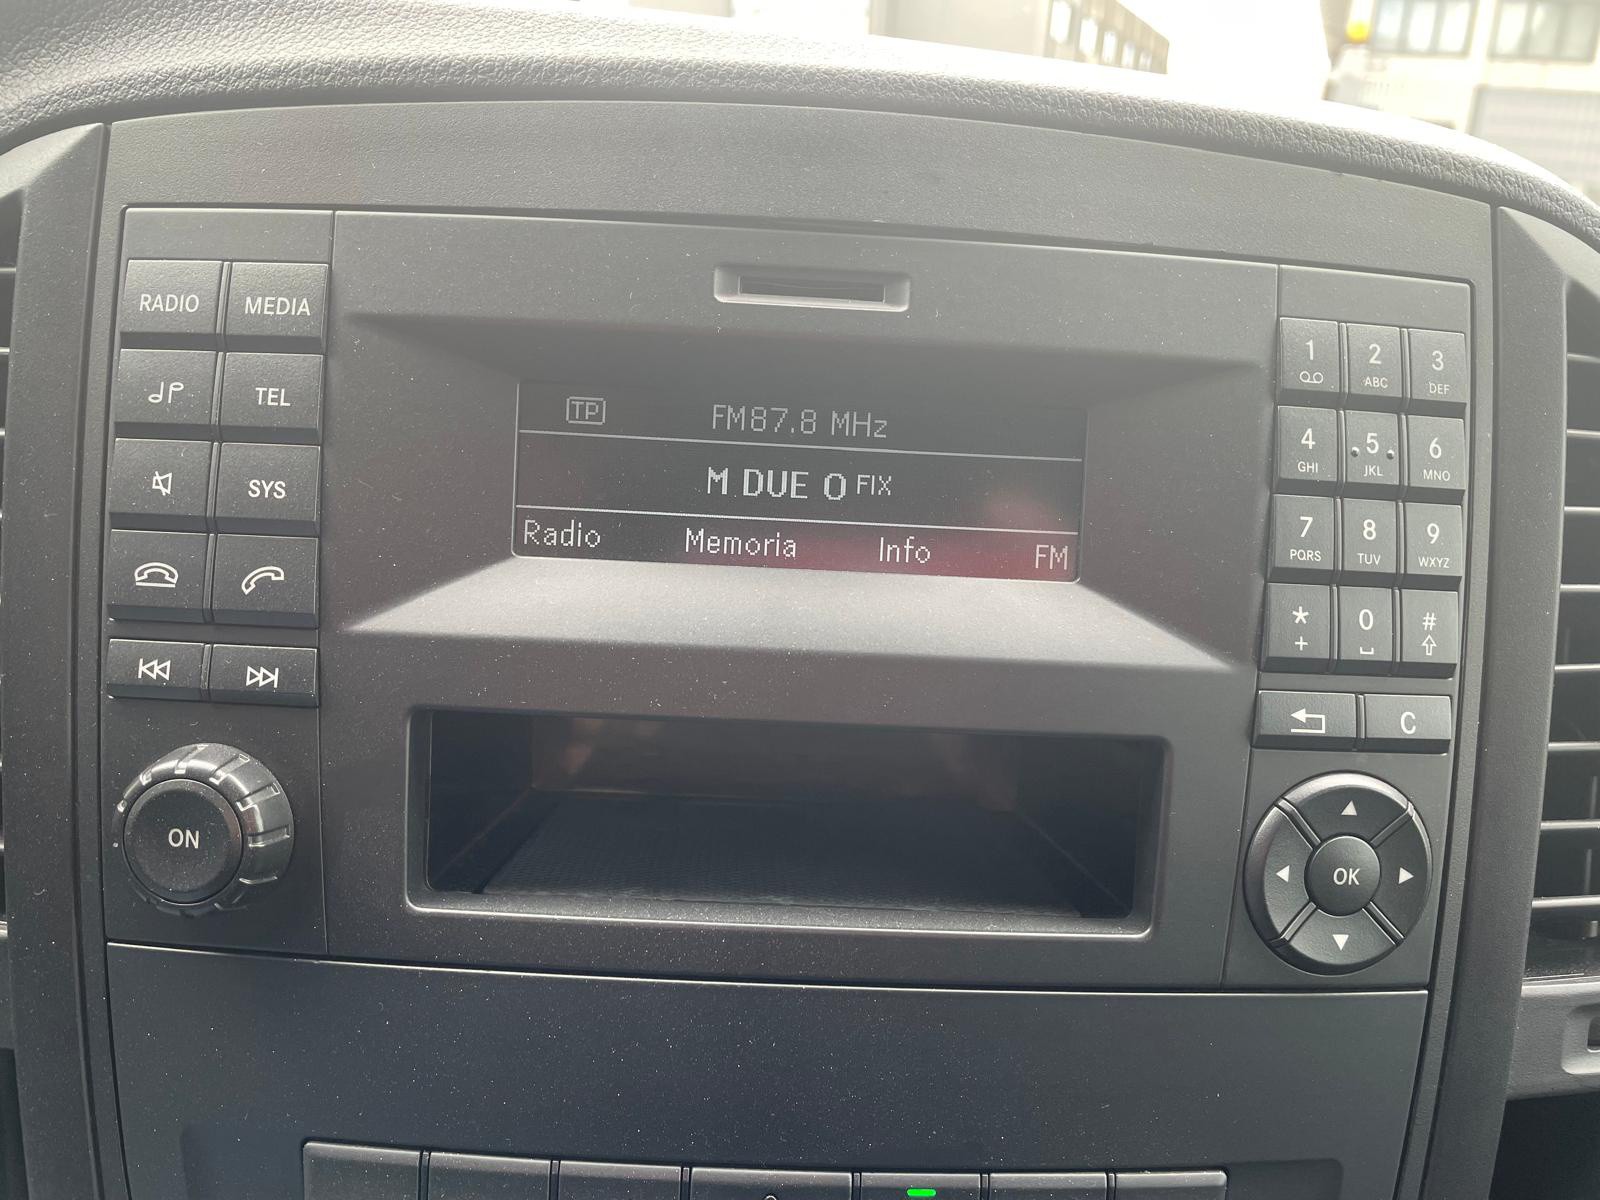 RADIO MEDIA
TEL
SYS
ON
TP FM87.8 MHz
M DUE O FIX
Radio Memoria Info FM
1 2 ABC 3 DEF
4 GHI 5 JKL 6 MNO
7 PQRS 8 TUV 9 WXYZ
* + 0 #
C
OK